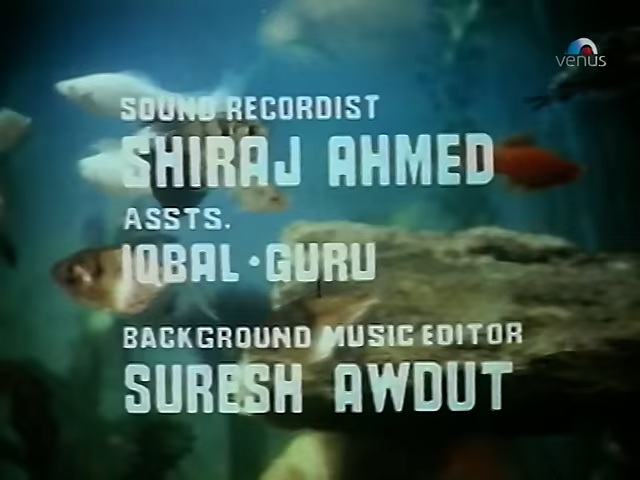 venus
SOUND RECORDIST
SHIRAJ AHMED
ASSTS.
IQBAL • GURU
BACKGROUND MUSIC EDITOR
SURESH AWDUT